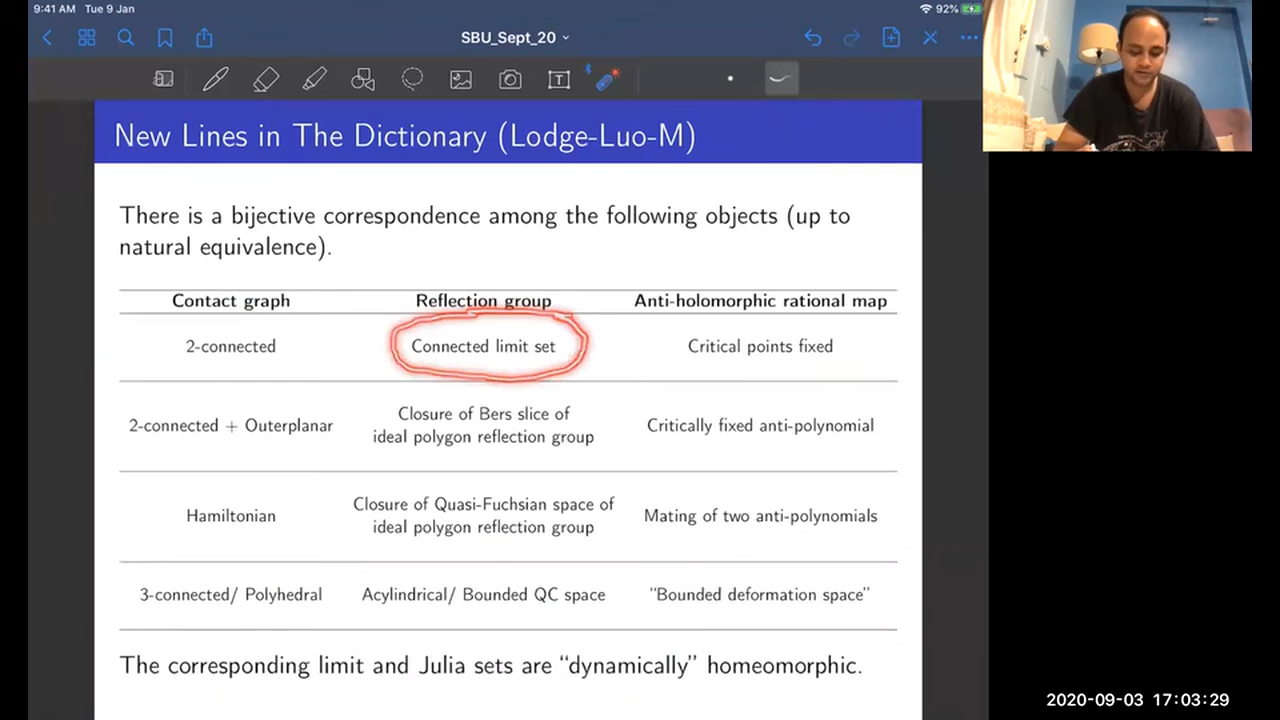 9:41 AM Tue 9 Jan
92%
SBU_Sept_20
T
New Lines in The Dictionary (Lodge-Luo-M)
There is a bijective correspondence among the following objects (up to
natural equivalence).
Contact graph Reflection group Anti-holomorphic rational map
2-connected Connected limit set Critical points fixed
2-connected + Outerplanar Closure of Bers slice of
ideal polygon reflection group Critically fixed anti-polynomial
Hamiltonian Closure of Quasi-Fuchsian space of
ideal polygon reflection group Mating of two anti-polynomials
3-connected/ Polyhedral Acylindrical/ Bounded QC space “Bounded deformation space”
The corresponding limit and Julia sets are “dynamically” homeomorphic.
2020-09-03 17:03:29